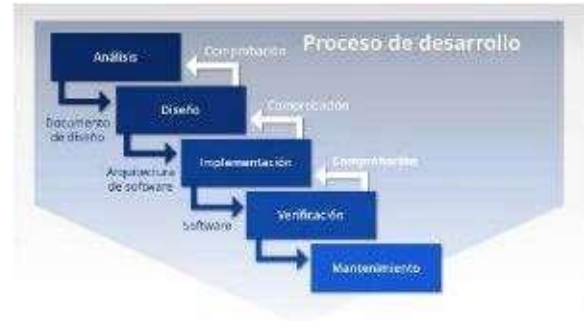 Proceso de desarrollo
Análisis
Comprobación
Documento
de diseño
Diseño
Comprobación
Arquitectura
de software
Implementación
Comprobación
Software
Verificación
Mantenimiento